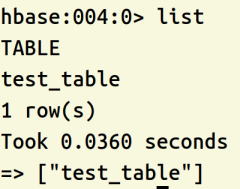 hbase:004:0> list
TABLE
test_table
1 row(s)
Took 0.0360 seconds
=> ["test_table"]